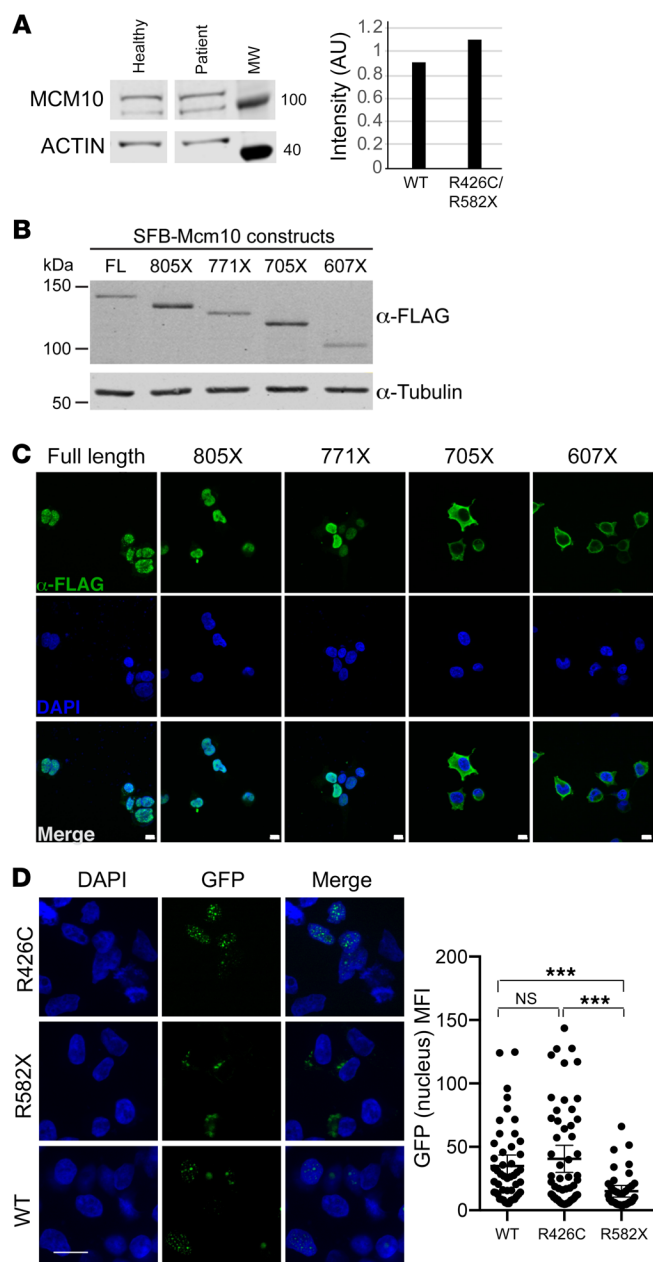 A
Healthy
Patient
MW
MCM10
100
ACTIN
40
Intensity (AU)
1.2
1
0.8
0.6
0.4
0.2
0
WT
R426C/
R582X
B
SFB-Mcm10 constructs
kDa
FL
805X
771X
705X
607X
150
100
α-FLAG
50
α-Tubulin
C
Full length
805X
771X
705X
607X
α-FLAG
DAPI
Merge
D
DAPI
GFP
Merge
R426C
R582X
WT
GFP (nucleus) MFI
200
150
100
50
0
***
NS
***
WT
R426C
R582X